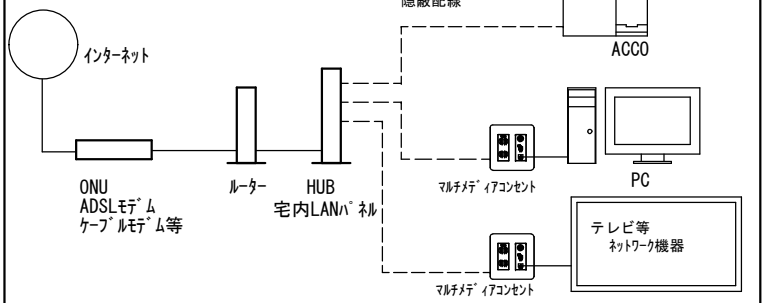 隠蔽配線
ACCO
インターネット
ONU
ADSLモデム
ケーブルモデム等
ルーター
HUB
宅内LANパネル
マルチメディアコンセント
PC
マルチメディアコンセント
テレビ等
ネットワーク機器